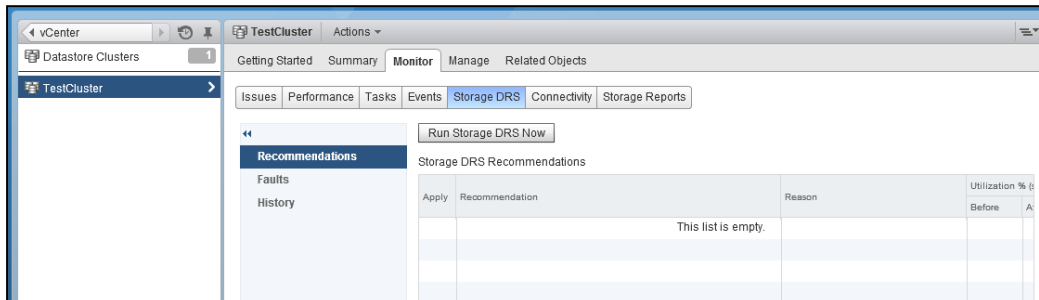 vCenter
TestCluster Actions
Datastore Clusters 1
Getting Started Summary Monitor Manage Related Objects
TestCluster
Issues Performance Tasks Events Storage DRS Connectivity Storage Reports
Run Storage DRS Now
Recommendations
Storage DRS Recommendations
Faults
History
Apply Recommendation Reason Utilization % (s
Before A
This list is empty.